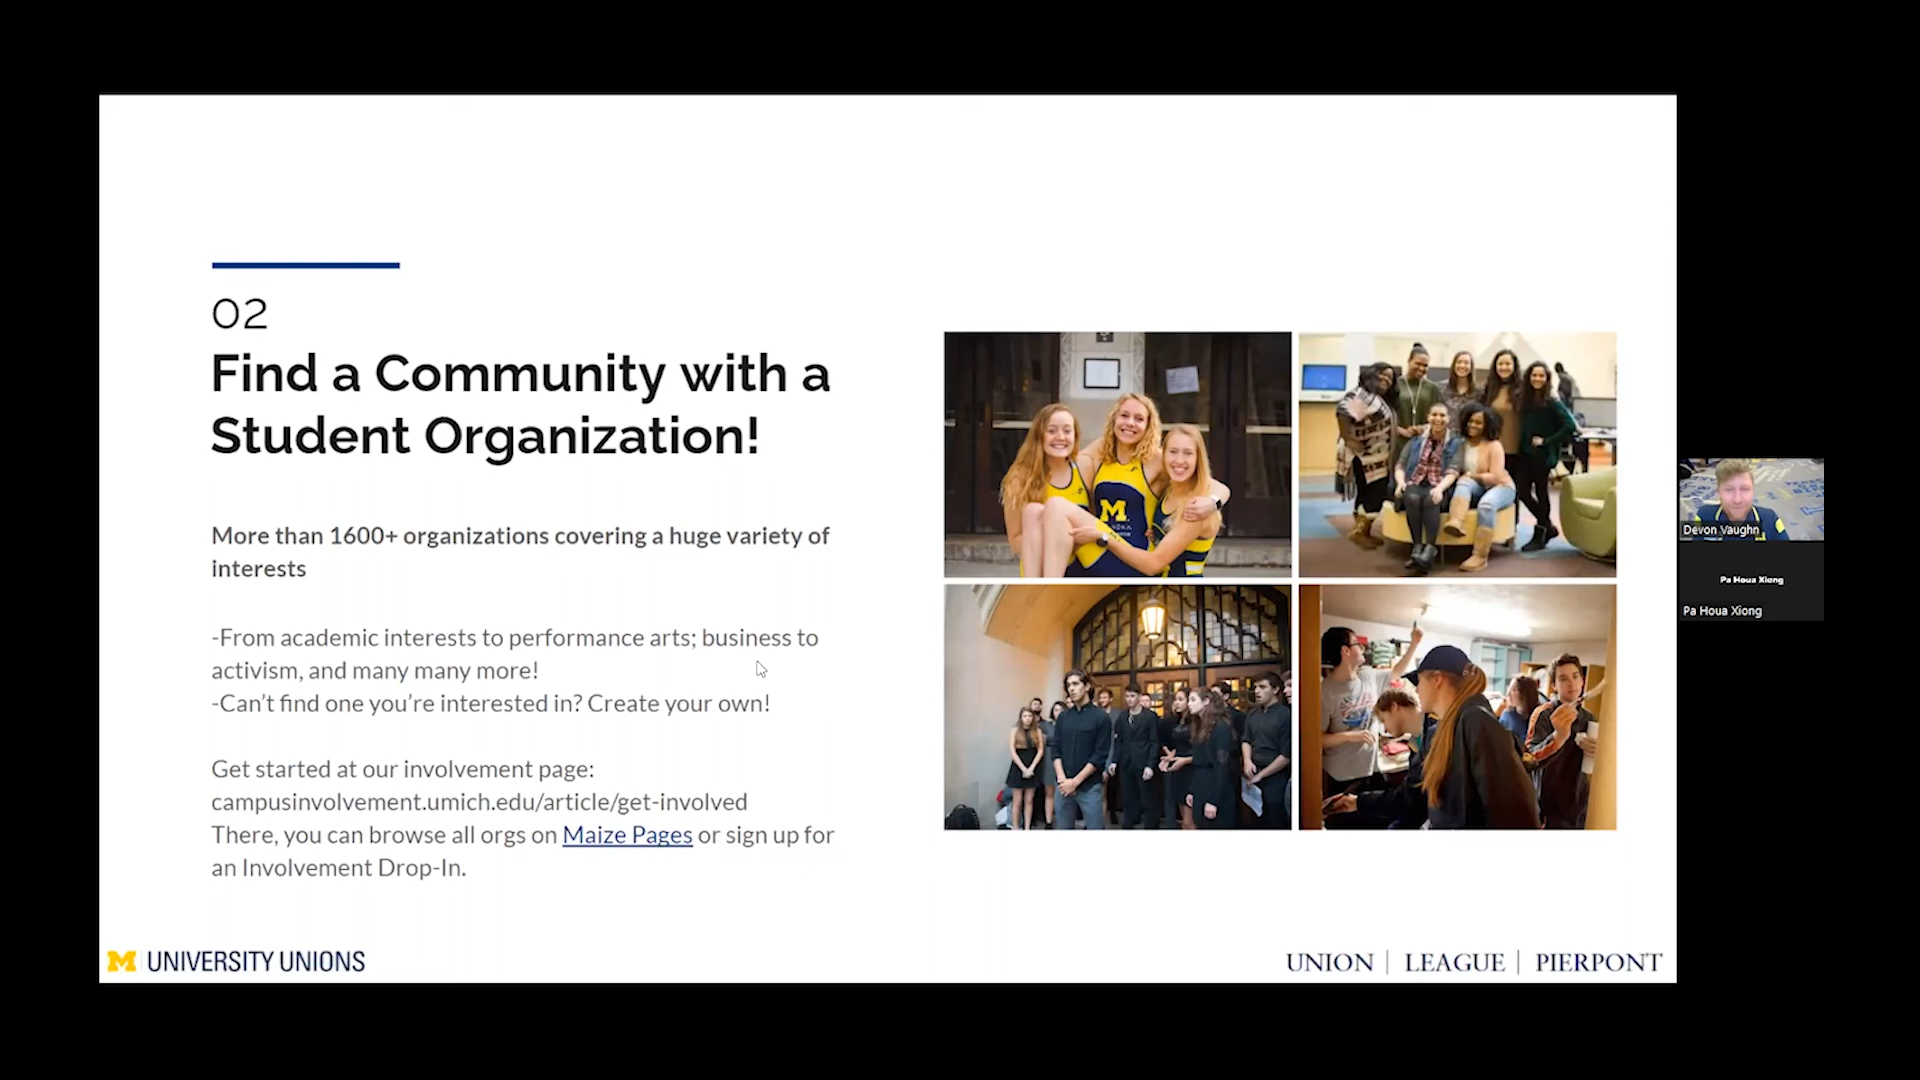 02
Find a Community with a
Student Organization!
More than 1600+ organizations covering a huge variety of
interests
-From academic interests to performance arts; business to
activism, and many many more!
-Can’t find one you’re interested in? Create your own!
Get started at our involvement page:
campusinvolvement.umich.edu/article/get-involved
There, you can browse all orgs on Maize Pages or sign up for
an Involvement Drop-In.
M
M UNIVERSITY UNIONS
UNION | LEAGUE | PIERPONT
Devon Vaughn
Pa Houa Xiong
Pa Houa Xiong